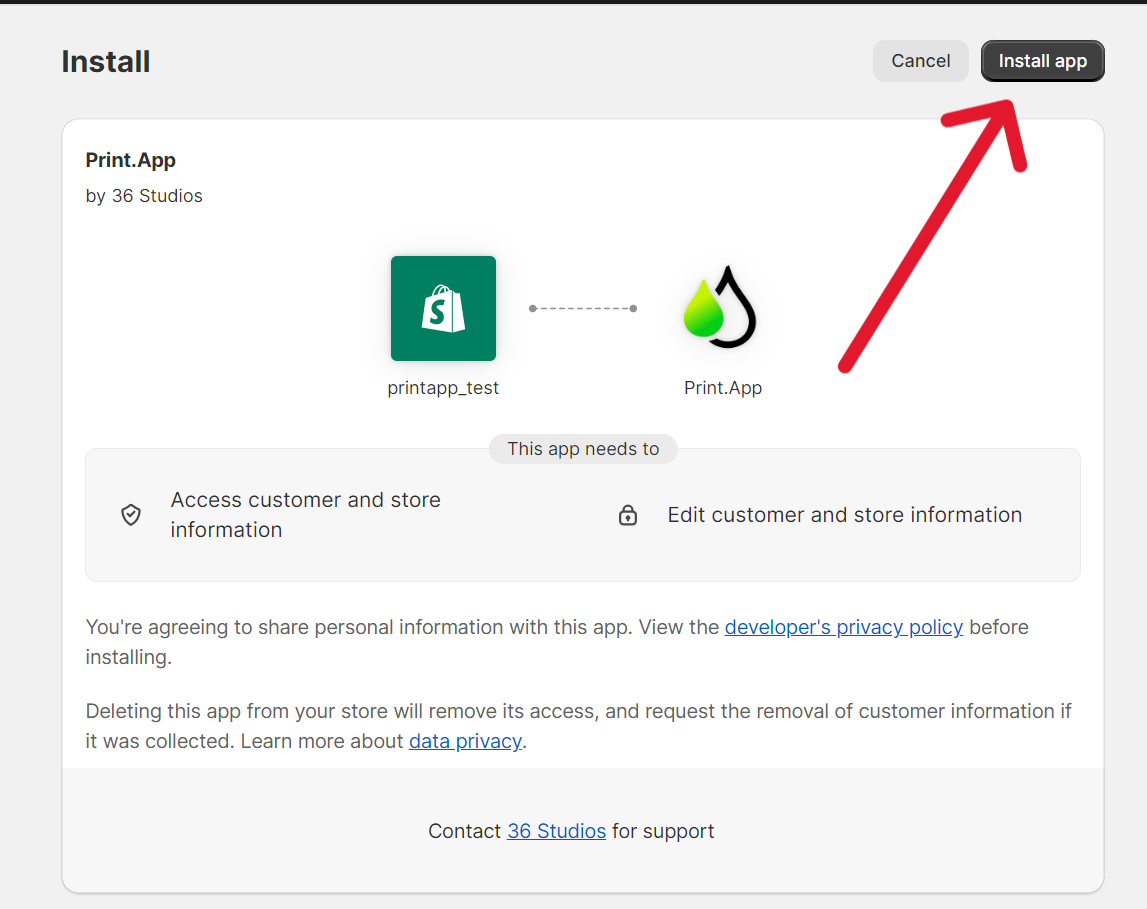 Install
Cancel
Install app
Print.App
by 36 Studios
S
printapp_test
Print.App
This app needs to
Access customer and store
information
Edit customer and store information
You're agreeing to share personal information with this app. View the developer's privacy policy before
installing.
Deleting this app from your store will remove its access, and request the removal of customer information if
it was collected. Learn more about data privacy.
Contact 36 Studios for support